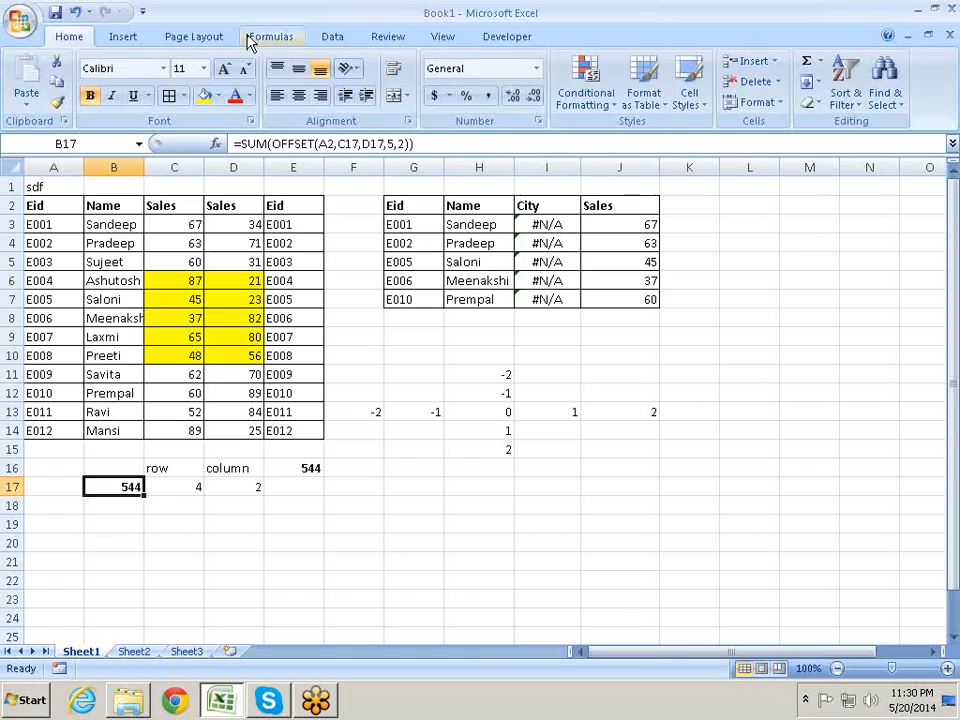 Book1 - Microsoft Excel
Home Insert Page Layout Formulas Data Review View Developer
Paste Calibri 11 General Conditional Formatting Format as Table Cell Styles Insert Delete Format Sort & Filter Find & Select
B I U $ % ,
Clipboard Font Alignment Number Styles Cells Editing
B17 fx =SUM(OFFSET(A2,C17,D17,5,2))
A B C D E F G H I J K L M N O
1 sdf
2 Eid Name Sales Sales Eid Eid Name City Sales
3 E001 Sandeep 67 34 E001 E001 Sandeep #N/A 67
4 E002 Pradeep 63 71 E002 E002 Pradeep #N/A 63
5 E003 Sujeet 60 31 E003 E005 Saloni #N/A 45
6 E004 Ashutosh 87 21 E004 E006 Meenakshi #N/A 37
7 E005 Saloni 45 23 E005 E010 Prempal #N/A 60
8 E006 Meenaksh 37 82 E006
9 E007 Laxmi 65 80 E007
10 E008 Preeti 48 56 E008
11 E009 Savita 62 70 E009 -2
12 E010 Prempal 60 89 E010 -1
13 E011 Ravi 52 84 E011 -2 -1 0 1 2
14 E012 Mansi 89 25 E012 1
15 2
16 row column 544
17 544 4 2
18
19
20
21
22
23
24
25
Sheet1 Sheet2 Sheet3
Ready 100%
Start 11:30 PM
5/20/2014